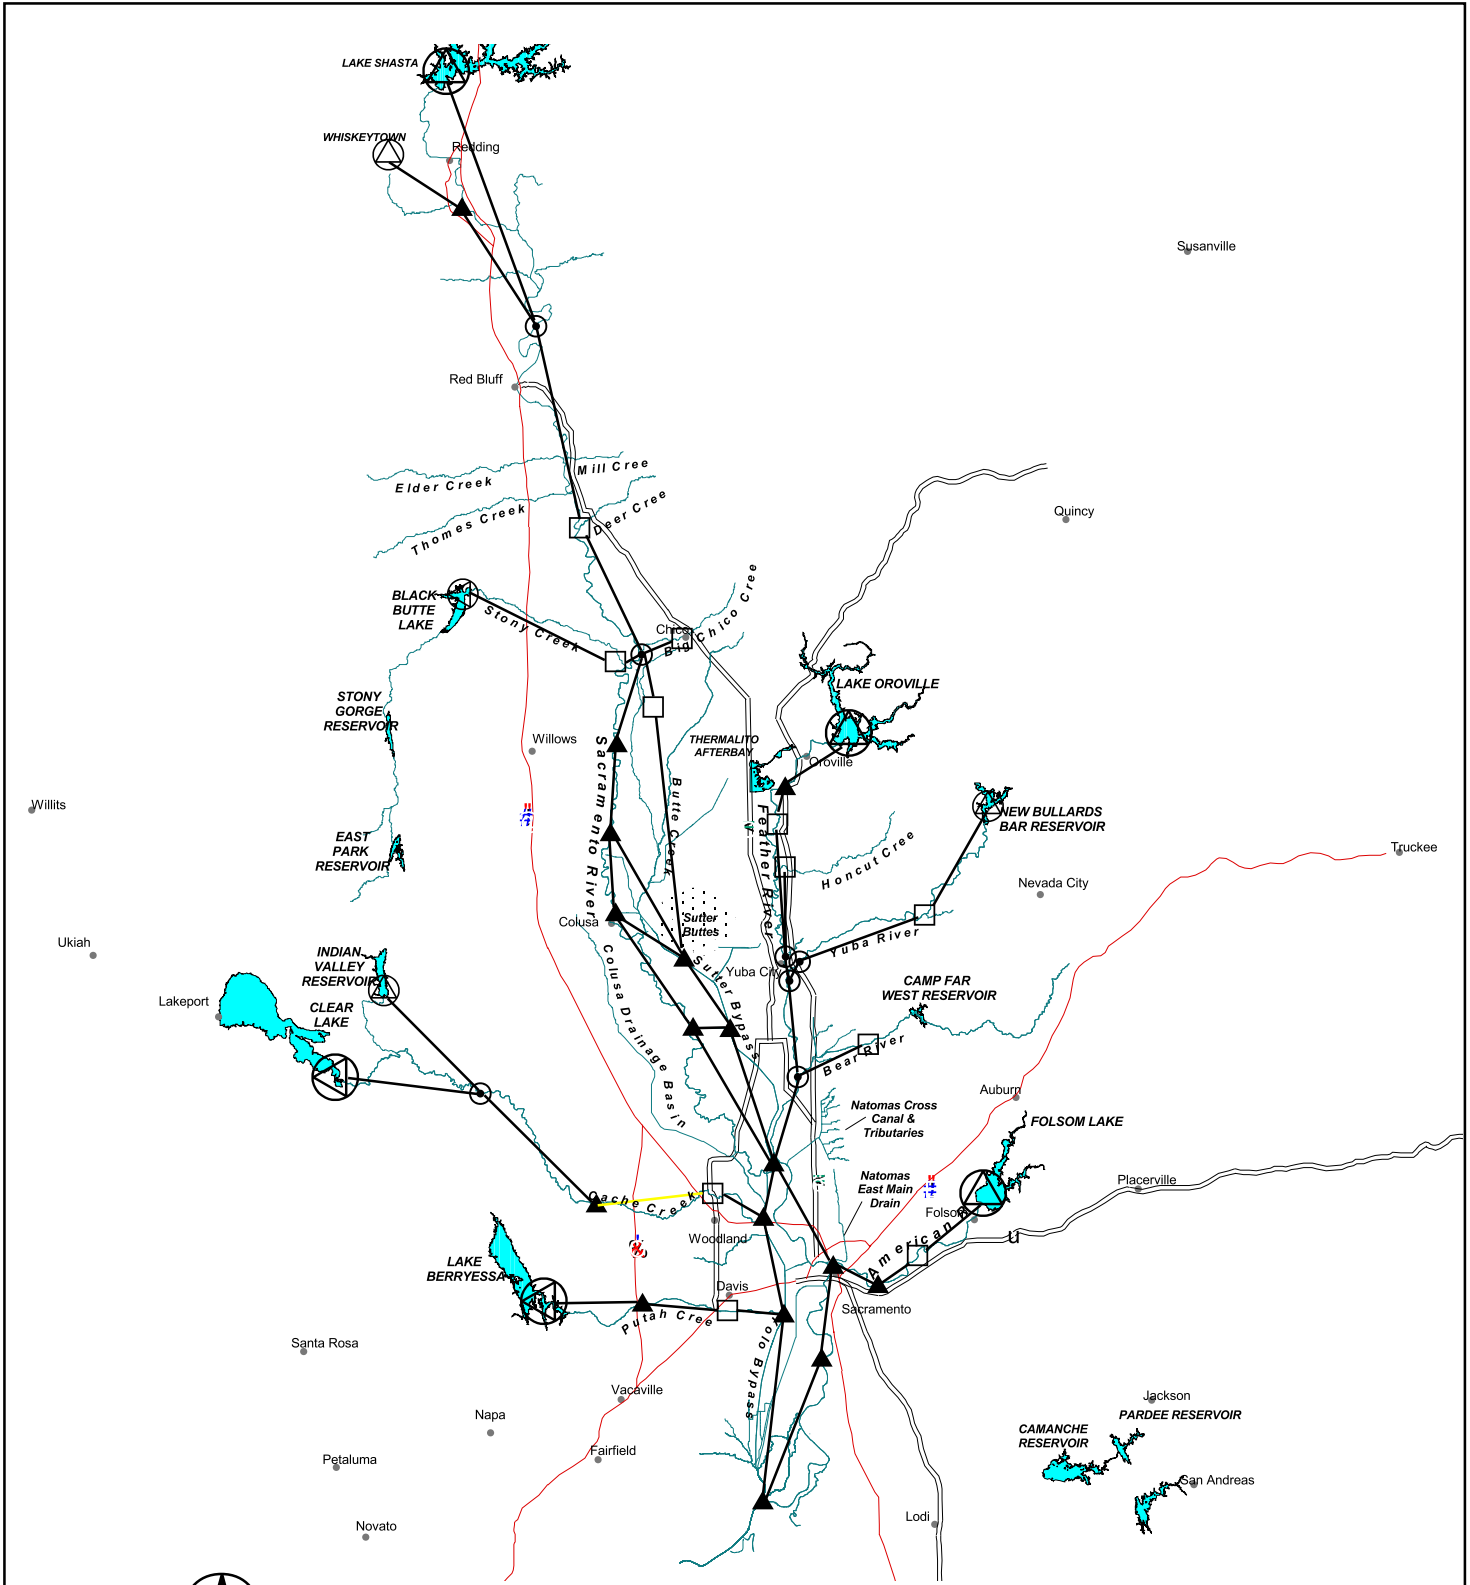 LAKE SHASTA
WHISKEYTOWN
Redding
Susanville
Red Bluff
Mill Cree
Elder Creek
Thomes Creek
Deer Cree
Quincy
BLACK
BUTTE
LAKE
Stony Creek
Chico
Big Chico Cree
STONY
GORGE
RESERVOIR
LAKE OROVILLE
Willows
THERMALITO
AFTERBAY
Oroville
Sacramento River
Butte Creek
Feather River
Willits
EAST
PARK
RESERVOIR
NEW BULLARDS
BAR RESERVOIR
Honcut Cree
Truckee
Nevada City
Colusa
Sutter
Buttes
Ukiah
Yuba River
INDIAN
VALLEY
RESERVOIR
Yuba City
Sutter Bypass
CAMP FAR
WEST RESERVOIR
Lakeport
CLEAR
LAKE
Colusa Drainage Basin
Bear River
Auburn
Natomas Cross
Canal &
Tributaries
FOLSOM LAKE
Natomas
East Main
Drain
Placerville
Cache Creek
Folsom
Woodland
American
U
LAKE
BERRYESSA
Davis
Sacramento
Putah Cree
Yolo Bypass
Santa Rosa
Vacaville
Jackson
PARDEE RESERVOIR
Napa
CAMANCHE
RESERVOIR
Fairfield
Petaluma
San Andreas
Lodi
Novato